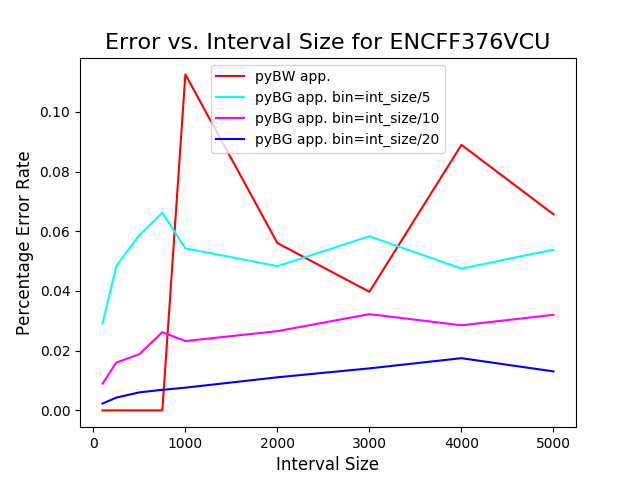 Error vs. Interval Size for ENCFF376VCU
pyBW app.
pyBG app. bin=int_size/5
pyBG app. bin=int_size/10
pyBG app. bin=int_size/20
Percentage Error Rate
0.10
0.08
0.06
0.04
0.02
0.00
0 1000 2000 3000 4000 5000
Interval Size